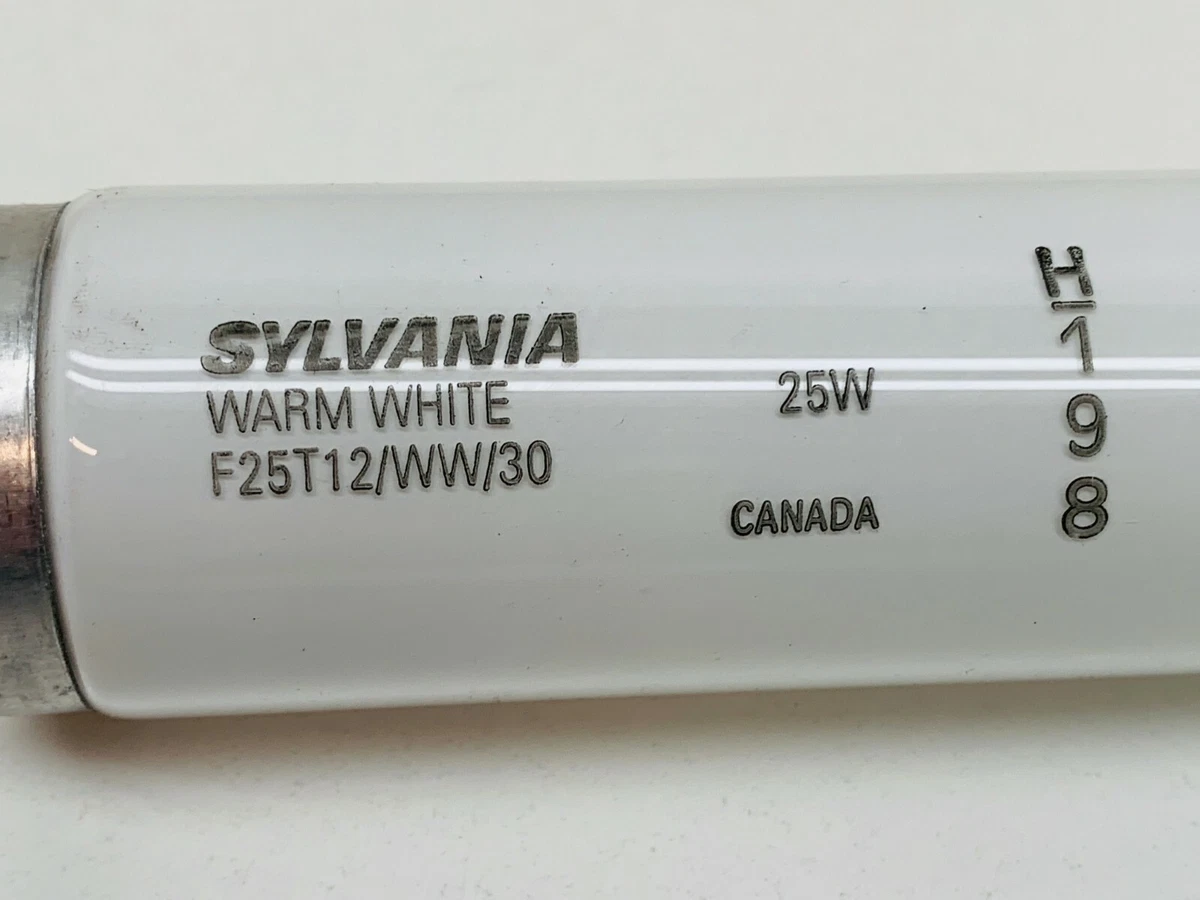 SYLVANIA
WARM WHITE
F25T12/WW/30
25W
CANADA
H
1
9
8